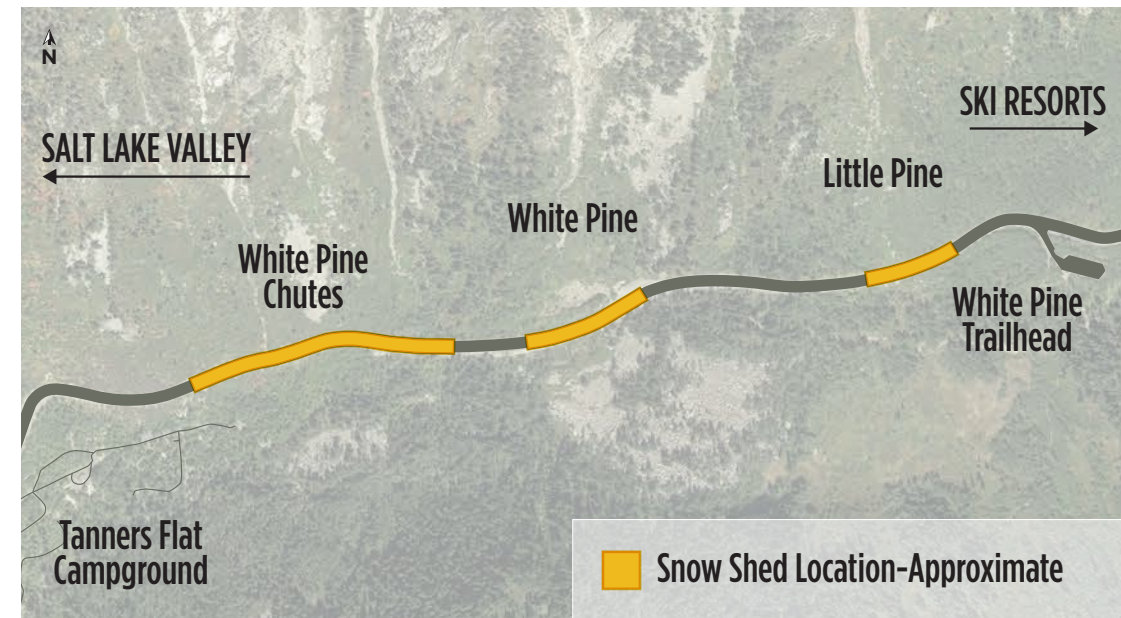 N
SKI RESORTS
SALT LAKE VALLEY
Little Pine
White Pine
White Pine
Chutes
White Pine
Trailhead
Tanners Flat
Campground
Snow Shed Location-Approximate